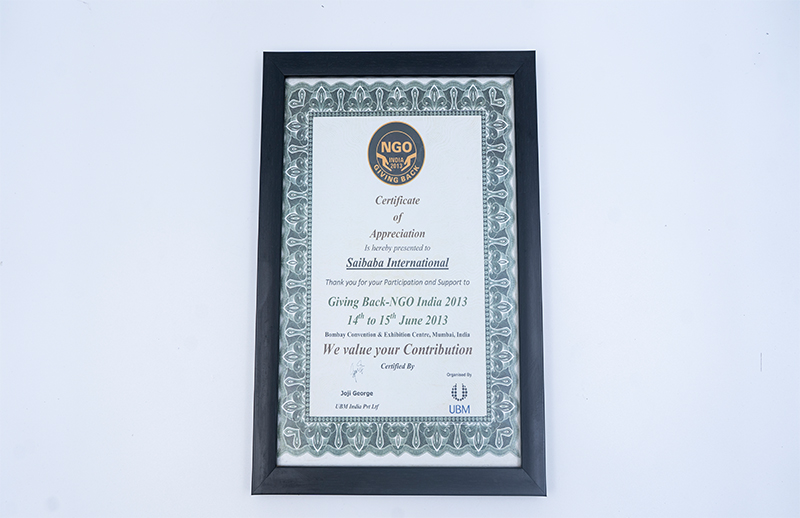 NGO
INDIA
2013
GIVING BACK
Certificate
of
Appreciation
Is hereby presented to
Saibaba International
Thank you for your Participation and Support to
Giving Back-NGO India 2013
14th to 15th June 2013
Bombay Convention & Exhibition Centre, Mumbai, India
We value your Contribution
Certified By
Organised By
Joji George
UBM India Pvt Ltf
UBM